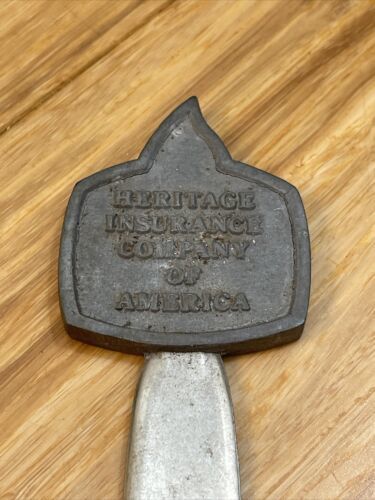 HERITAGE
INSURANCE
COMPANY
OF
AMERICA